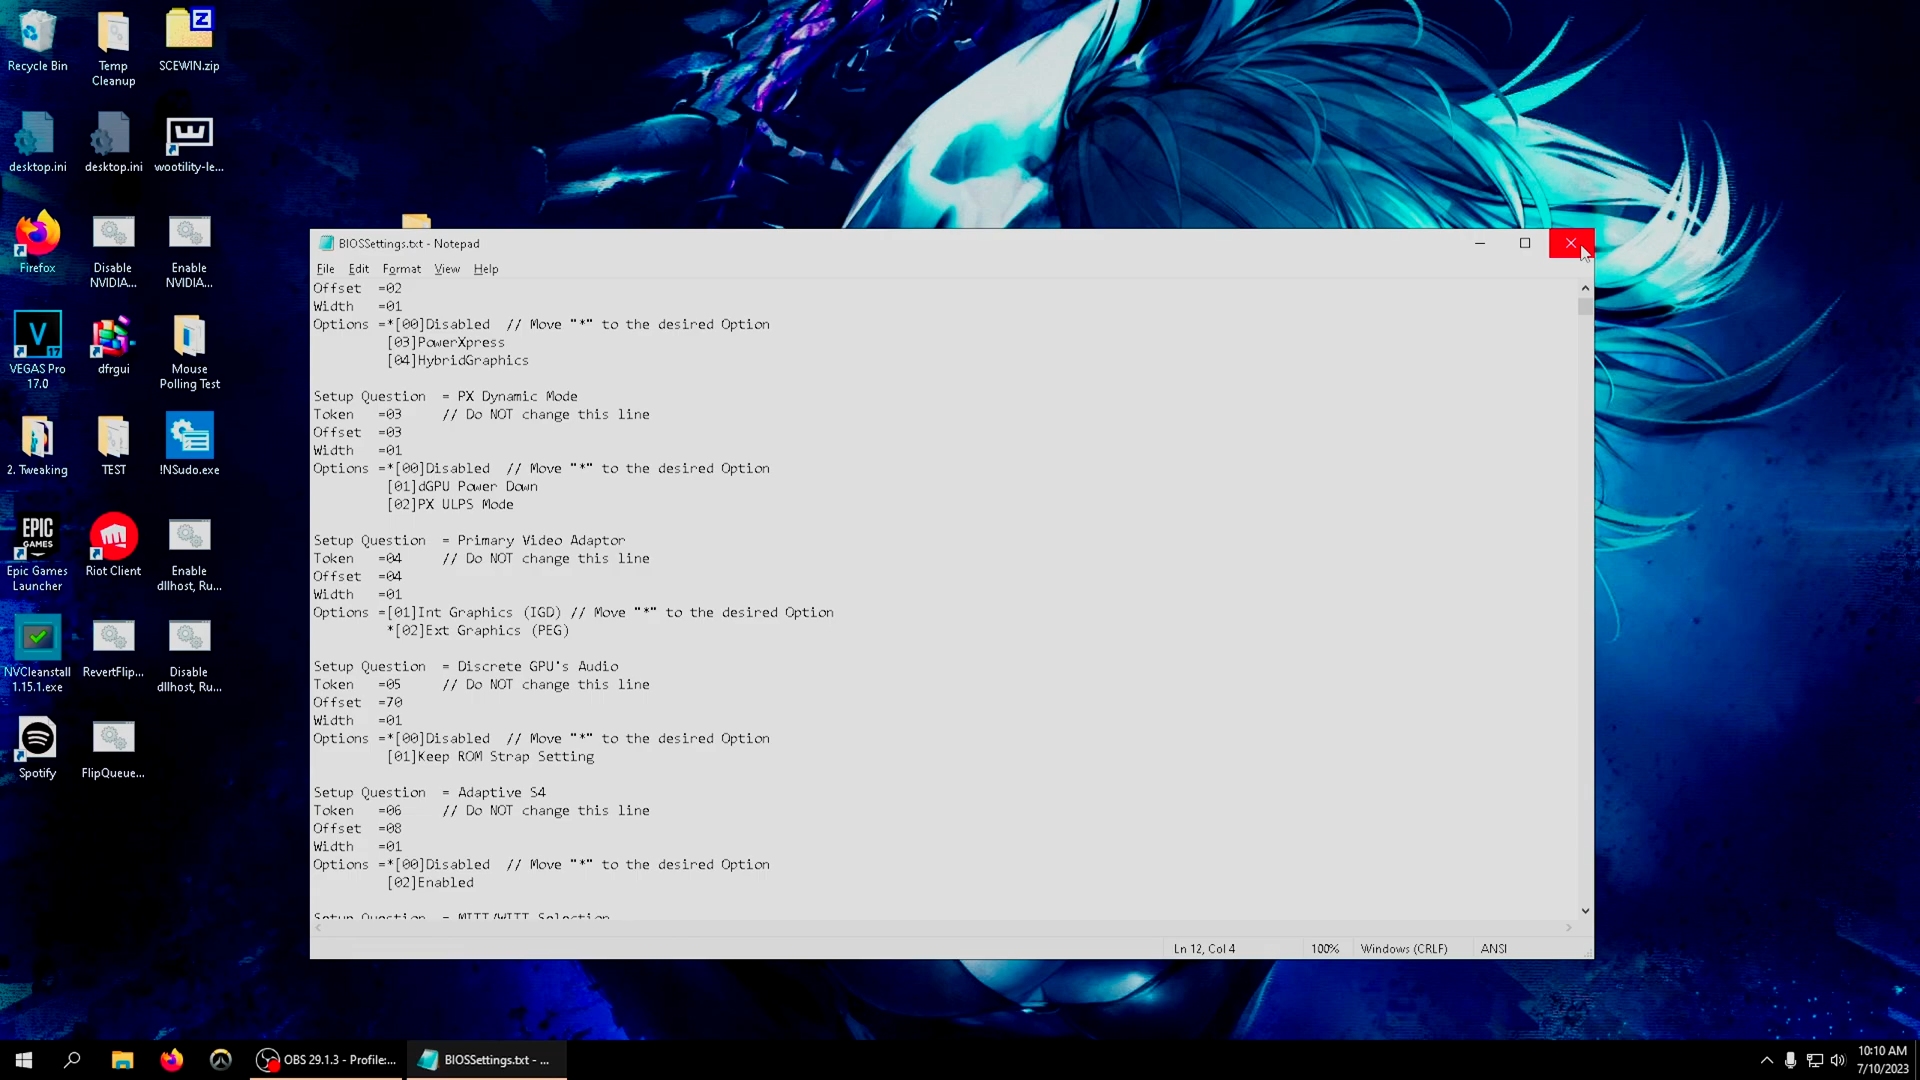 Recycle Bin
Temp
Cleanup
Z
SCEWIN.zip
desktop.ini
desktop.ini
wootility-le...
Firefox
Disable
NVIDIA...
Enable
NVIDIA...
V
17
VEGAS Pro
17.0
dfrgui
Mouse
Polling Test
2. Tweaking
TEST
!NSudo.exe
EPIC
GAMES
Epic Games
Launcher
Riot Client
Enable
dllhost, Ru...
NVCleanstall
1.15.1.exe
RevertFlip...
Disable
dllhost, Ru...
Spotify
FlipQueue...
BIOSSettings.txt - Notepad
File Edit Format View Help
Offset =02
Width =01
Options =*[00]Disabled // Move "*" to the desired Option
[03]PowerXpress
[04]HybridGraphics
Setup Question = PX Dynamic Mode
Token =03 // Do NOT change this line
Offset =03
Width =01
Options =*[00]Disabled // Move "*" to the desired Option
[01]dGPU Power Down
[02]PX ULPS Mode
Setup Question = Primary Video Adaptor
Token =04 // Do NOT change this line
Offset =04
Width =01
Options =[01]Int Graphics (IGD) // Move "*" to the desired Option
*[02]Ext Graphics (PEG)
Setup Question = Discrete GPU's Audio
Token =05 // Do NOT change this line
Offset =70
Width =01
Options =*[00]Disabled // Move "*" to the desired Option
[01]Keep ROM Strap Setting
Setup Question = Adaptive S4
Token =06 // Do NOT change this line
Offset =08
Width =01
Options =*[00]Disabled // Move "*" to the desired Option
[02]Enabled
Setup Question = MITT/WITT Selection
Ln 12, Col 4
100%
Windows (CRLF)
ANSI
OBS 29.1.3 - Profile:...
BIOSSettings.txt - ...
10:10 AM
7/10/2023